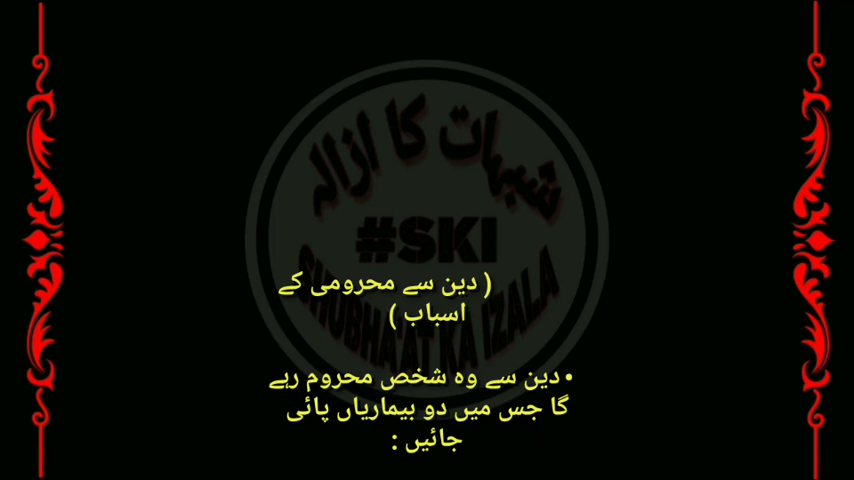 شبہات کا ازالہ
#SKI
SHUBHAAT KA IZALA
( دین سے محرومی کے
اسباب )
• دین سے وہ شخص محروم رہے
گا جس میں دو بیماریاں پائی
جائیں :